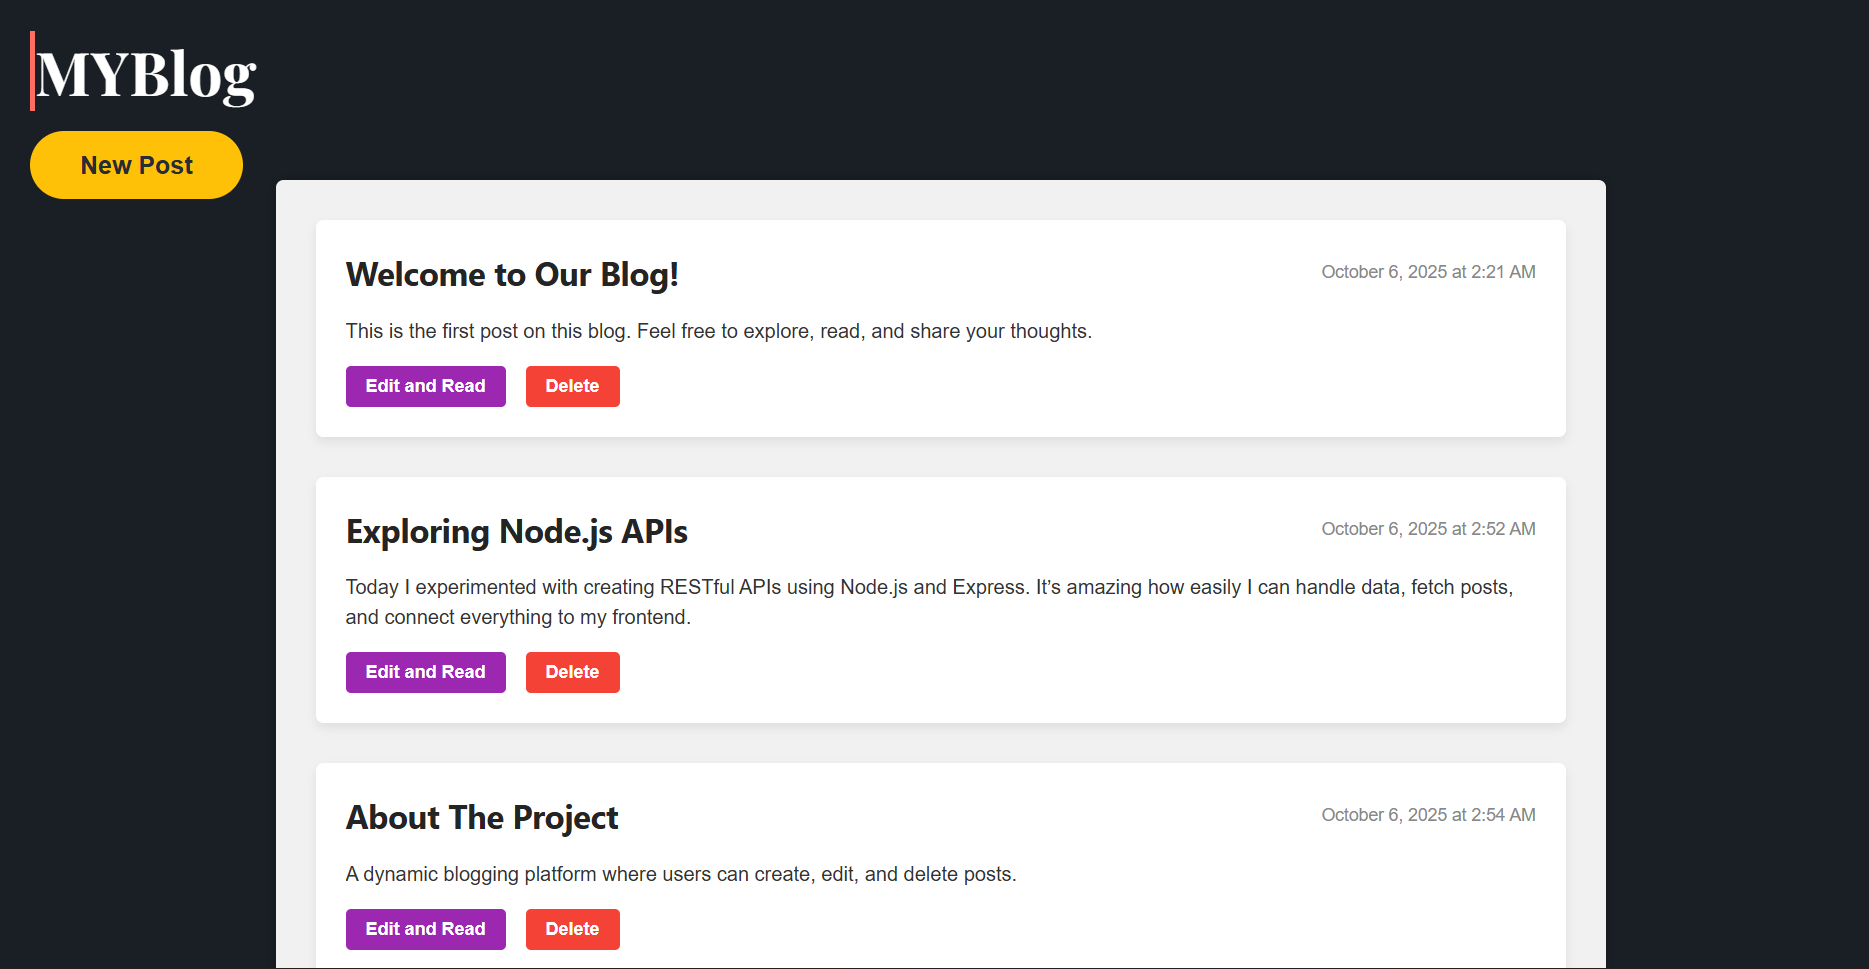 MYBlog
New Post
Welcome to Our Blog!
October 6, 2025 at 2:21 AM
This is the first post on this blog. Feel free to explore, read, and share your thoughts.
Edit and Read
Delete
Exploring Node.js APIs
October 6, 2025 at 2:52 AM
Today I experimented with creating RESTful APIs using Node.js and Express. It’s amazing how easily I can handle data, fetch posts,
and connect everything to my frontend.
Edit and Read
Delete
About The Project
October 6, 2025 at 2:54 AM
A dynamic blogging platform where users can create, edit, and delete posts.
Edit and Read
Delete